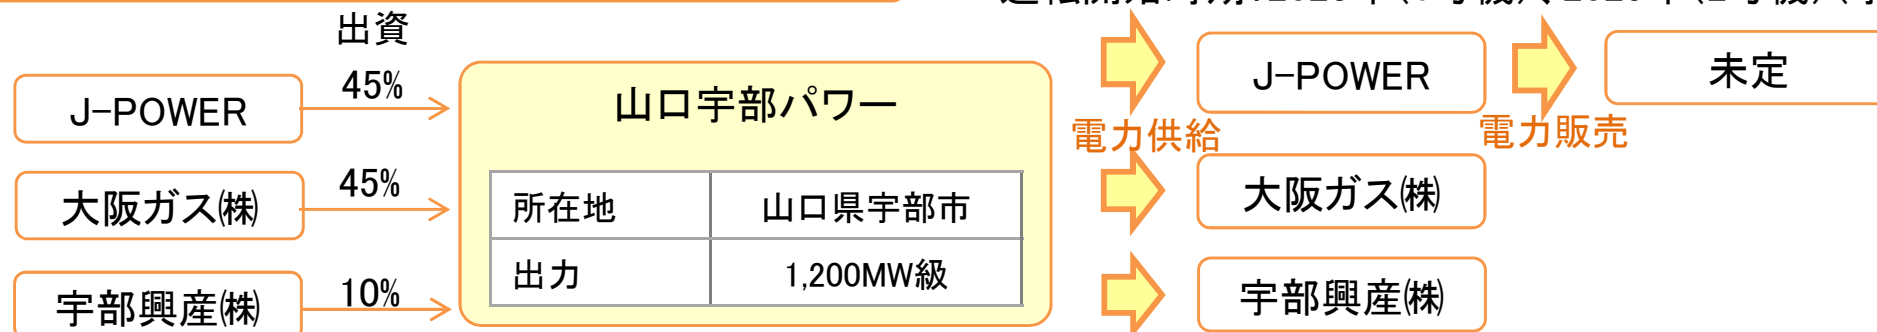 出資
J-POWER
45%
大阪ガス㈱
45%
宇部興産㈱
10%
山口宇部パワー
所在地 山口県宇部市
出力 1,200MW級
電力供給
J-POWER
電力販売
未定
大阪ガス㈱
宇部興産㈱